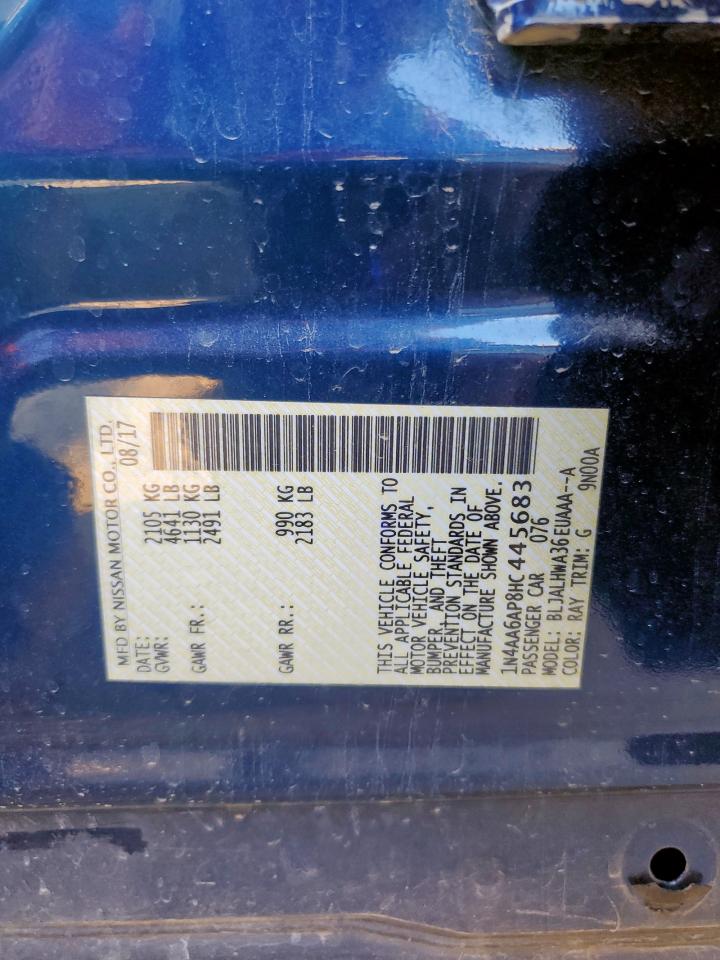 MFD BY NISSAN MOTOR CO., LTD.
DATE: 08/17
GVWR: 2105 KG
4641 LB
GAWR FR.: 1130 KG
2491 LB
GAWR RR.: 990 KG
2183 LB
THIS VEHICLE CONFORMS TO
ALL APPLICABLE FEDERAL
MOTOR VEHICLE SAFETY,
BUMPER, AND THEFT
PREVENTION STANDARDS IN
EFFECT ON THE DATE OF
MANUFACTURE SHOWN ABOVE.
1N4AA6AP8HC445683
PASSENGER CAR 076
MODEL: BLJALHWA36EUAAA--A
COLOR: RAY TRIM: G 9N00A